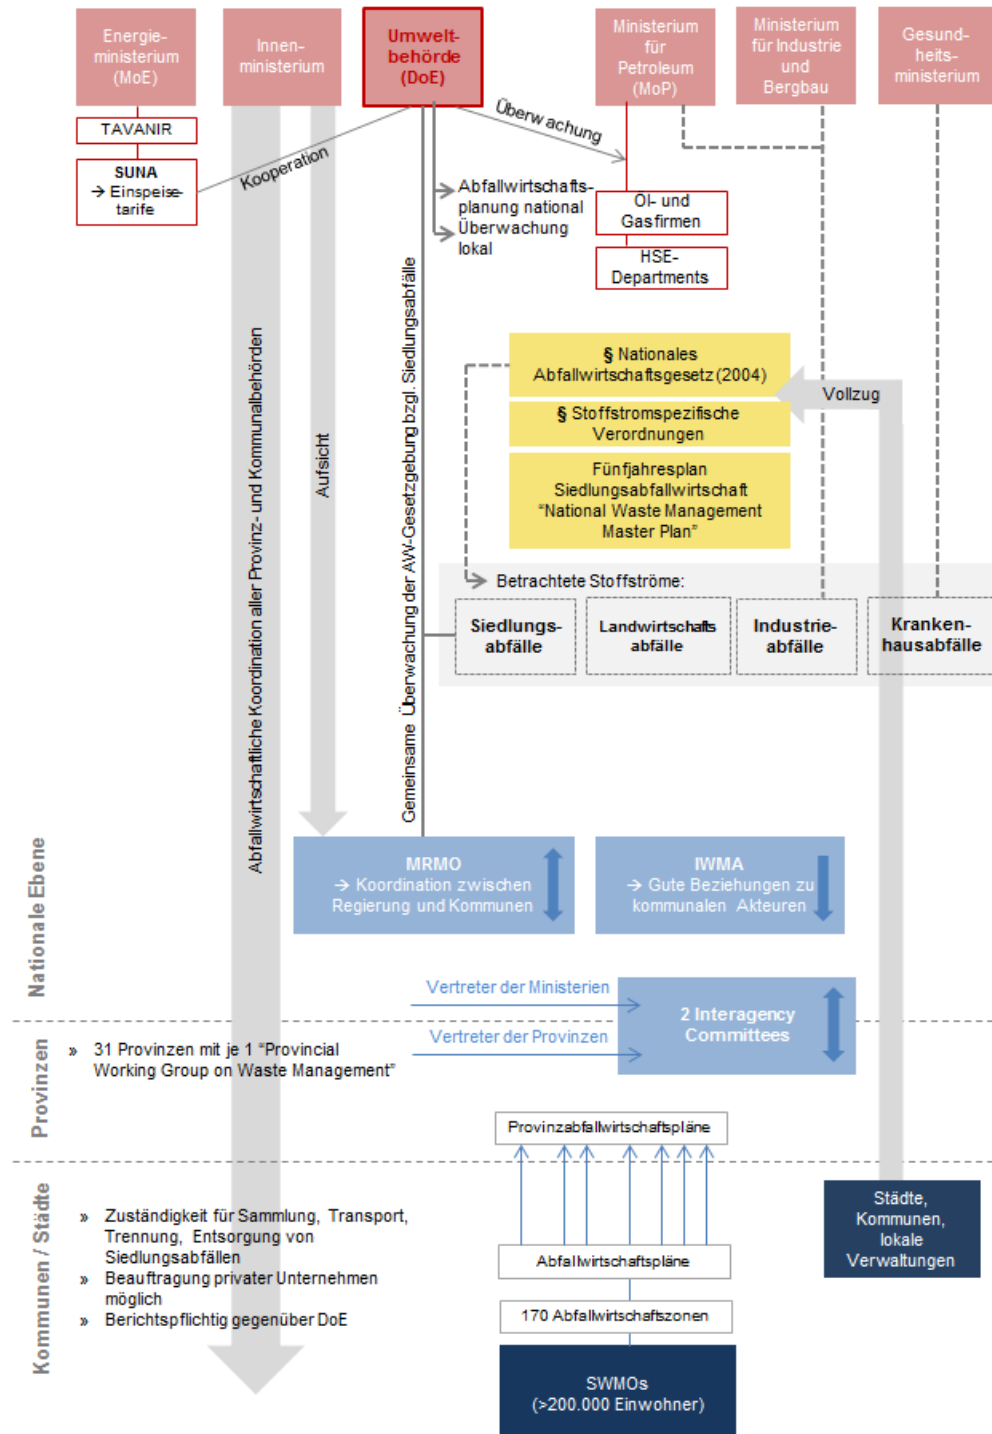 Energie-
ministerium
(MoE)
Innen-
ministerium
Umwelt-
behörde
(DoE)
Ministerium
für
Petroleum
(MoP)
Ministerium
für Industrie
und
Bergbau
Gesund-
heits-
ministerium
TAVANIR
SUNA
→ Einspeise-
tarife
Kooperation
Überwachung
Abfallwirtschafts-
planung national
Überwachung
lokal
Öl- und
Gasfirmen
HSE-
Departments
Abfallwirtschaftliche Koordination aller Provinz- und Kommunalbehörden
Aufsicht
Gemeinsame Überwachung der AW-Gesetzgebung bzgl. Siedlungsabfälle
§ Nationales
Abfallwirtschaftsgesetz (2004)
§ Stoffstromspezifische
Verordnungen
Fünfjahresplan
Siedlungsabfallwirtschaft
“National Waste Management
Master Plan”
Vollzug
Betrachtete Stoffströme:
Siedlungs-
abfälle
Landwirtschafts
abfälle
Industrie-
abfälle
Kranken-
hausabfälle
Nationale Ebene
MRMO
→ Koordination zwischen
Regierung und Kommunen
IWMA
→ Gute Beziehungen zu
kommunalen Akteuren
Vertreter der Ministerien
Vertreter der Provinzen
2 Interagency
Committees
Provinzen
» 31 Provinzen mit je 1 “Provincial
Working Group on Waste Management”
Provinzabfallwirtschaftspläne
Kommunen / Städte
» Zuständigkeit für Sammlung, Transport,
Trennung, Entsorgung von
Siedlungsabfällen
» Beauftragung privater Unternehmen
möglich
» Berichtspflichtig gegenüber DoE
Abfallwirtschaftspläne
170 Abfallwirtschaftszonen
SWMOs
(>200.000 Einwohner)
Städte,
Kommunen,
lokale
Verwaltungen